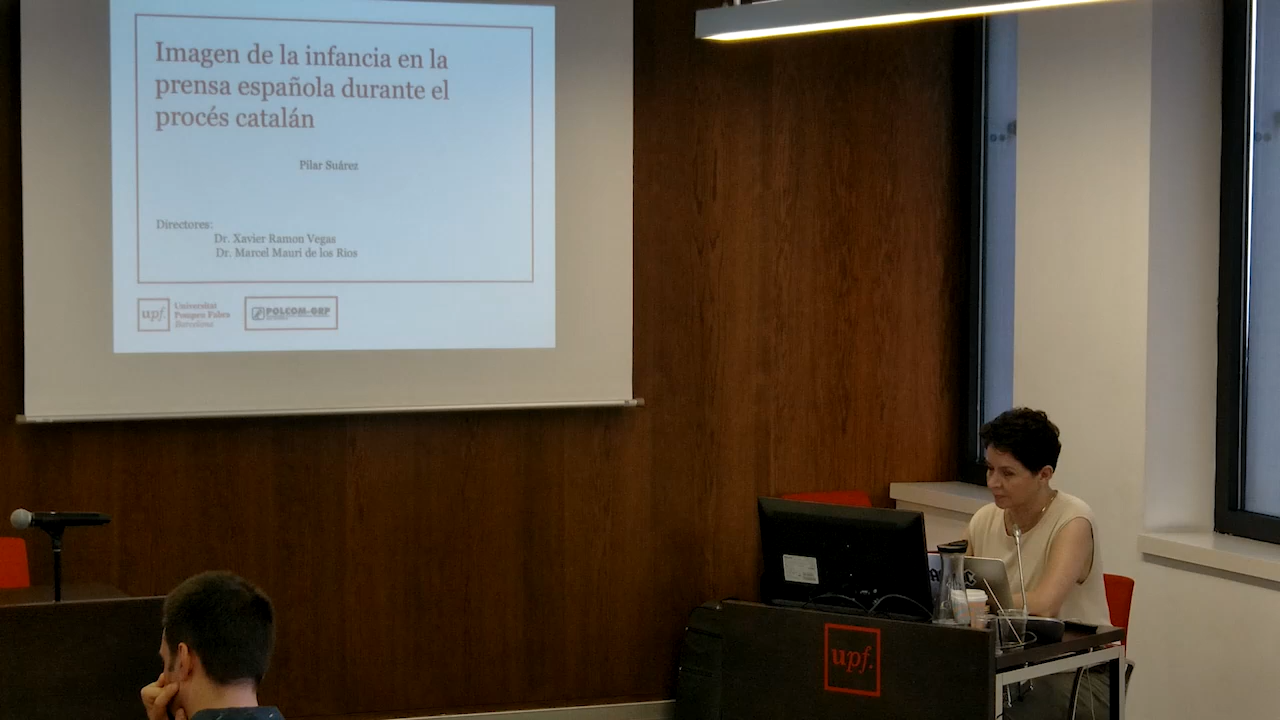 Imagen de la infancia en la
prensa española durante el
procés catalán
Pilar Suárez
Directores:
Dr. Xavier Ramon Vegas
Dr. Marcel Mauri de los Rios
upf.
Universitat
Pompeu Fabra
Barcelona
POLCOM-GRP
upf.